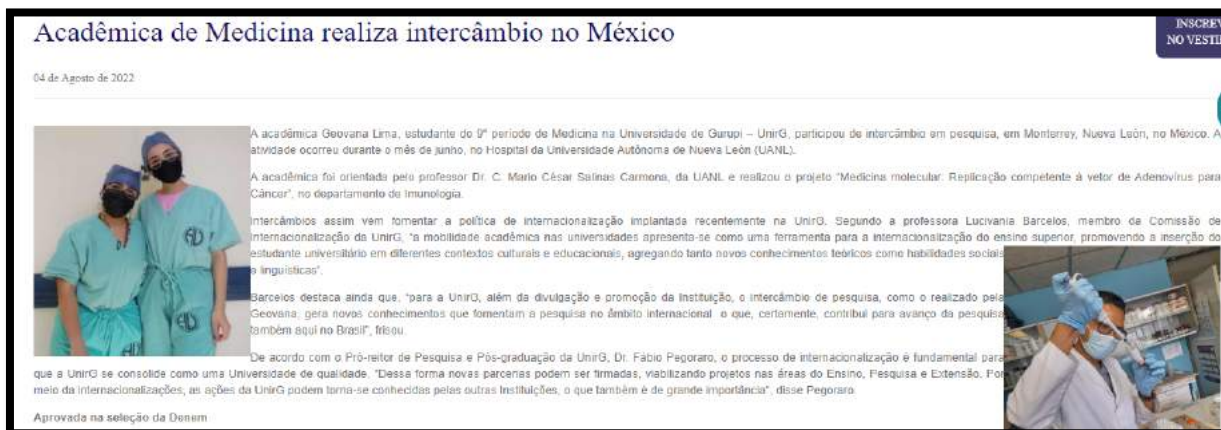 Acadêmica de Medicina realiza intercâmbio no México
INSCREV
NO VESTIB
04 de Agosto de 2022
A acadêmica Geovana Lima, estudante do 9º período de Medicina na Universidade de Gurupi – UnirG, participou de intercâmbio em pesquisa, em Monterrey, Nueva León, no México. A
atividade ocorreu durante o mês de junho, no Hospital da Universidade Autônoma de Nueva León (UANL).
A acadêmica foi orientada pelo professor Dr. C. Mario César Salinas Carmona, da UANL e realizou o projeto "Medicina molecular: Replicação competente à vetor de Adenovírus para
Câncer", no departamento de Imunologia.
Intercâmbios assim vem fomentar a política de internacionalização implantada recentemente na UnirG. Segundo a professora Lucivania Barcelos, membro da Comissão de
Internacionalização da UnirG, "a mobilidade acadêmica nas universidades apresenta-se como uma ferramenta para a internacionalização do ensino superior, promovendo a inserção do
estudante universitário em diferentes contextos culturais e educacionais, agregando tanto novos conhecimentos teóricos como habilidades sociais
e linguísticas".
Barcelos destaca ainda que, "para a UnirG, além da divulgação e promoção da Instituição, o intercâmbio de pesquisa, como o realizado pela
Geovana, gera novos conhecimentos que fomentam a pesquisa no âmbito internacional o que, certamente, contribui para avanço da pesquisa
também aqui no Brasil", frisou.
De acordo com o Pró-reitor de Pesquisa e Pós-graduação da UnirG, Dr. Fábio Pegoraro, o processo de internacionalização é fundamental para
que a UnirG se consolide como uma Universidade de qualidade. "Dessa forma novas parcerias podem ser firmadas, viabilizando projetos nas áreas do Ensino, Pesquisa e Extensão. Por
meio da internacionalizações, as ações da UnirG podem torna-se conhecidas pelas outras Instituições, o que também é de grande importância", disse Pegoraro
Aprovada na seleção da Denem